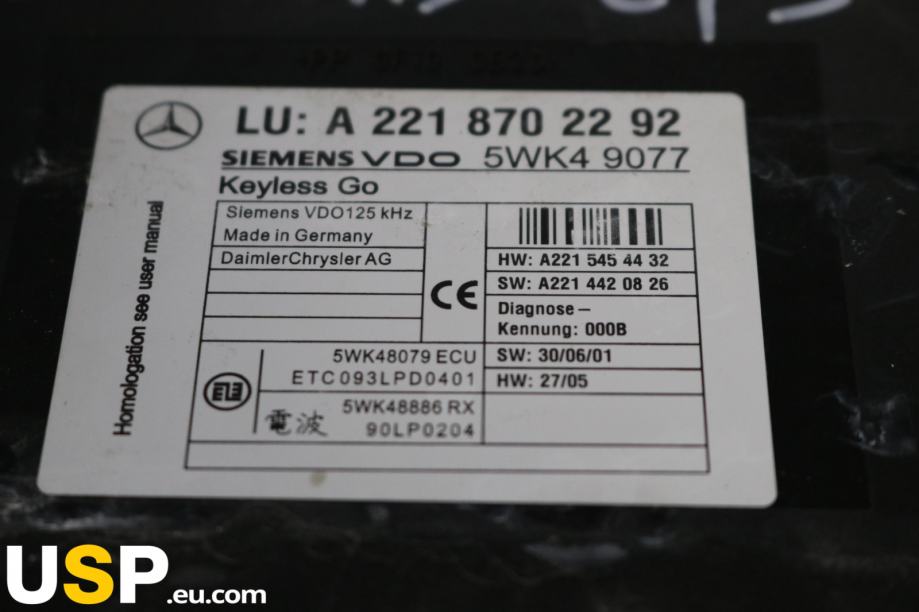 LU: A 221 870 22 92
SIEMENS VDO 5WK4 9077
Keyless Go
Siemens VDO125 kHz
Made in Germany
DaimlerChrysler AG
HW: A221 545 44 32
SW: A221 442 08 26
Diagnose –
Kennung: 000B
SW: 30/06/01
HW: 27/05
5WK48079 ECU
ETC093LPD0401
5WK48886 RX
電波
90LP0204
Homologation see user manual
USP.eu.com